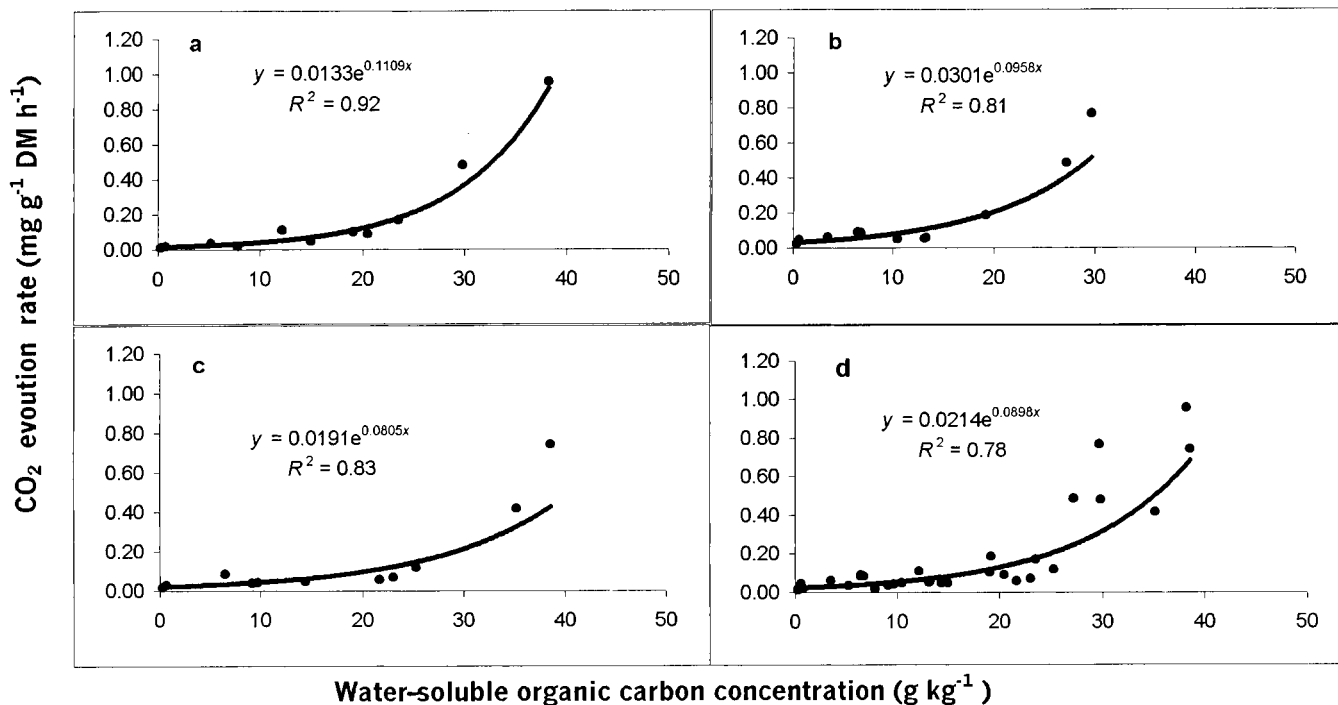 CO₂ evoution rate (mg g⁻¹ DM h⁻¹)
a
y = 0.0133e^0.1109x
R² = 0.92
1.20
1.00
0.80
0.60
0.40
0.20
0.00
0 10 20 30 40 50
b
y = 0.0301e^0.0958x
R² = 0.81
1.20
1.00
0.80
0.60
0.40
0.20
0.00
0 10 20 30 40 50
c
y = 0.0191e^0.0805x
R² = 0.83
1.20
1.00
0.80
0.60
0.40
0.20
0.00
0 10 20 30 40 50
d
y = 0.0214e^0.0898x
R² = 0.78
1.20
1.00
0.80
0.60
0.40
0.20
0.00
0 10 20 30 40 50
Water-soluble organic carbon concentration (g kg⁻¹ )